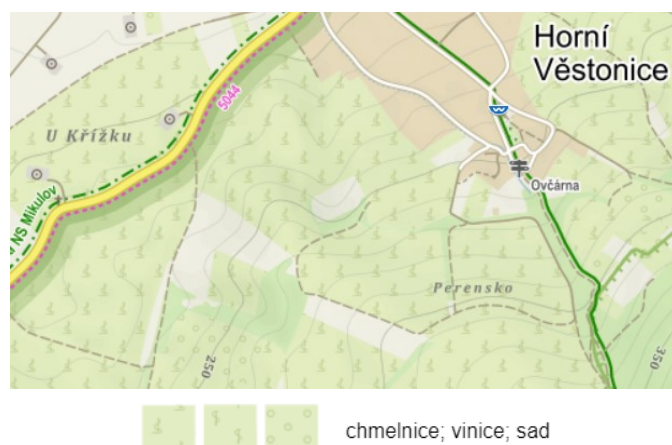 Horní
Věstonice
5044
U Křížku
Ovčárna
NS Mikulov
Perensko
250
350
chmelnice; vinice; sad